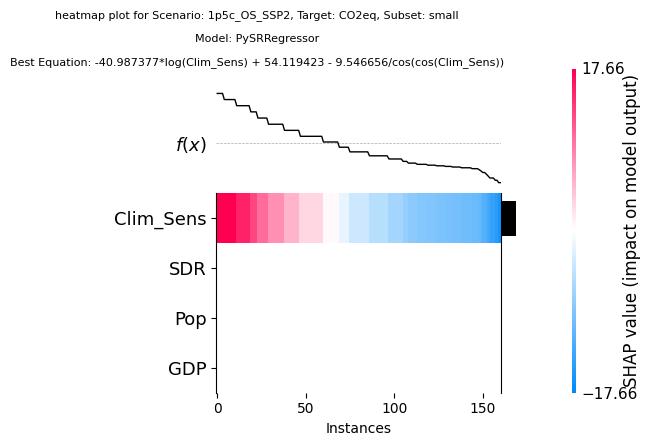 heatmap plot for Scenario: 1p5c_OS_SSP2, Target: CO2eq, Subset: small
Model: PySRRegressor
Best Equation: -40.987377*log(Clim_Sens) + 54.119423 - 9.546656/cos(cos(Clim_Sens))
17.66
f(x)
Clim_Sens
SDR
Pop
GDP
SHAP value (impact on model output)
−17.66
0 50 100 150
Instances